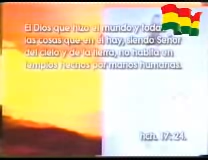 El Dios que hizo el mundo y todas
las cosas que en él hay, siendo Señor
del cielo y de la tierra, no habita en
templos hechos por manos humanas.
Hch. 17:24.